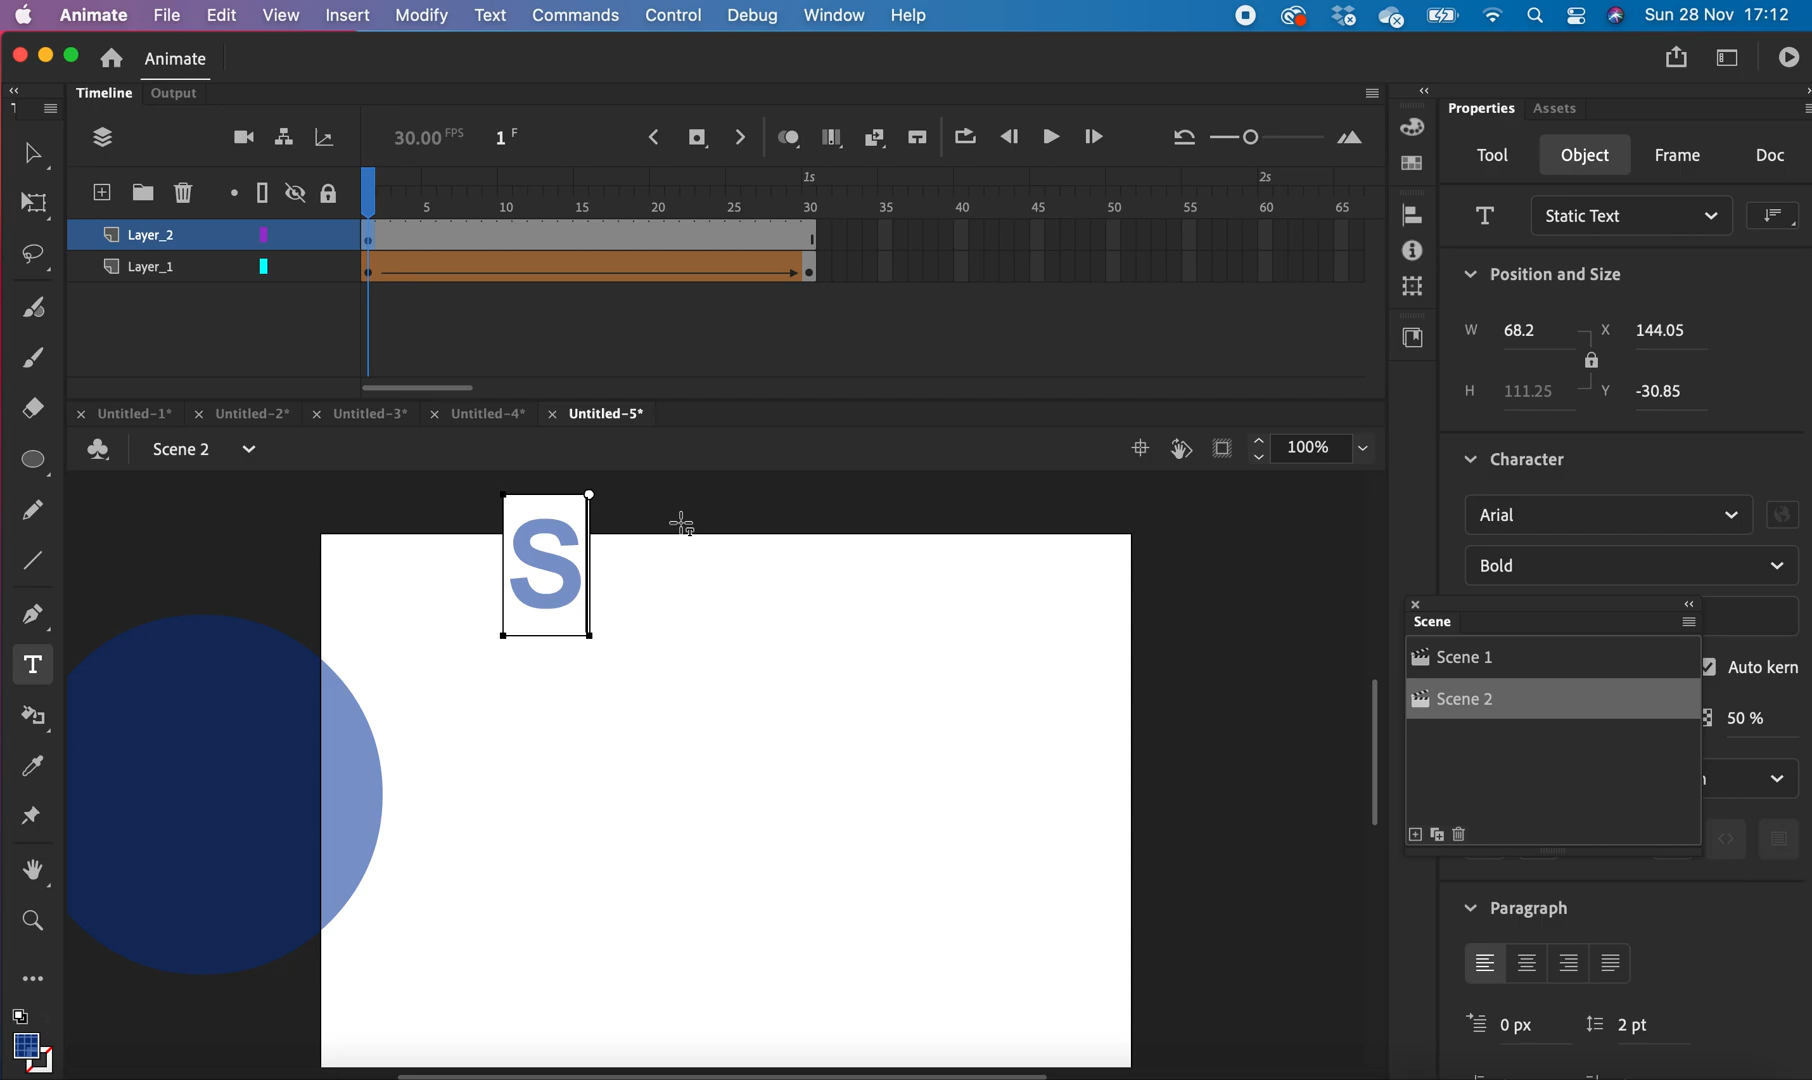 Animate File Edit View Insert Modify Text Commands Control Debug Window Help Sun 28 Nov 17:12
Animate
Timeline Output
Properties Assets
30.00 FPS 1 F
Tool Object Frame Doc
1s 2s
5 10 15 20 25 30 35 40 45 50 55 60 65
Static Text
Layer_2
Layer_1
Position and Size
W 68.2 X 144.05
H 111.25 Y -30.85
Untitled-1* Untitled-2* Untitled-3* Untitled-4* Untitled-5*
Scene 2
100%
Character
Arial
Bold
S
Scene
Scene 1
Scene 2
Auto kern
50 %
Paragraph
0 px 2 pt